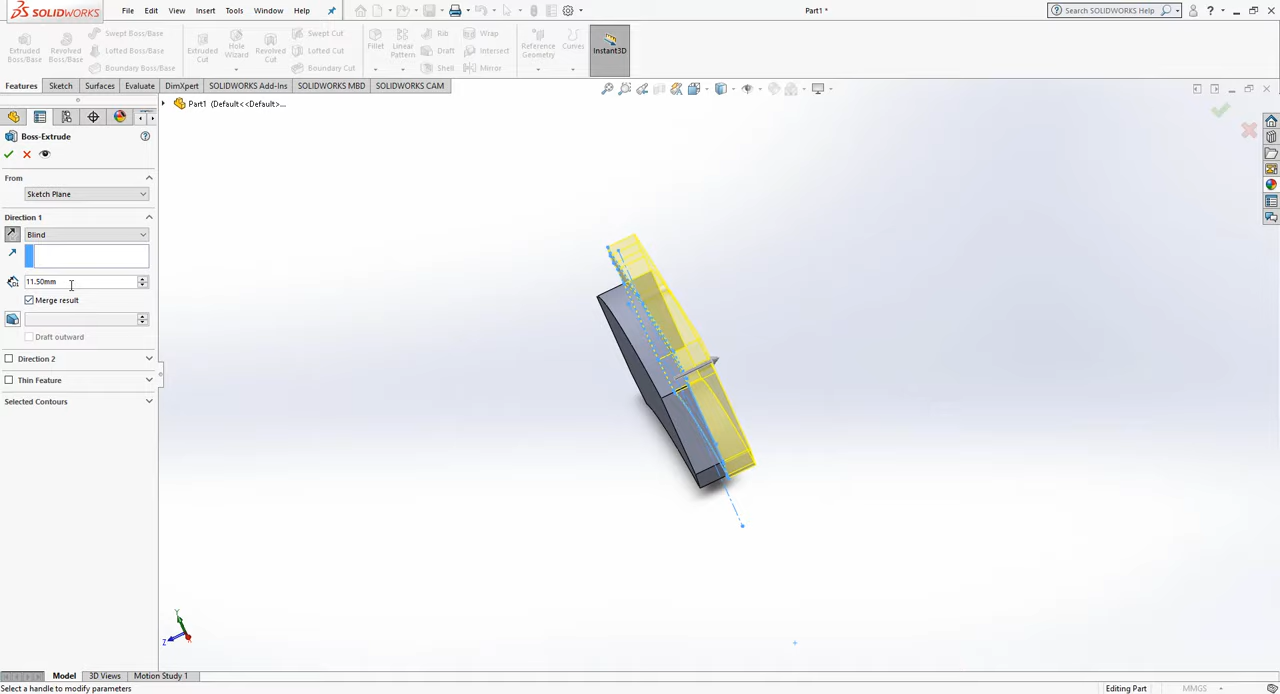 SOLIDWORKS
File Edit View Insert Tools Window Help
Part1 *
Search SOLIDWORKS Help
Extruded Boss/Base
Revolved Boss/Base
Swept Boss/Base
Lofted Boss/Base
Boundary Boss/Base
Extruded Cut
Hole Wizard
Revolved Cut
Swept Cut
Lofted Cut
Boundary Cut
Fillet
Linear Pattern
Rib
Draft
Shell
Wrap
Intersect
Mirror
Reference Geometry
Curves
Instant3D
Features Sketch Surfaces Evaluate DimXpert SOLIDWORKS Add-Ins SOLIDWORKS MBD SOLIDWORKS CAM
Part1 (Default<<Default>...
Boss-Extrude
From
Sketch Plane
Direction 1
Blind
11.50mm
Merge result
Draft outward
Direction 2
Thin Feature
Selected Contours
Y
Z
X
Model 3D Views Motion Study 1
Select a handle to modify parameters
Editing Part
MMGS